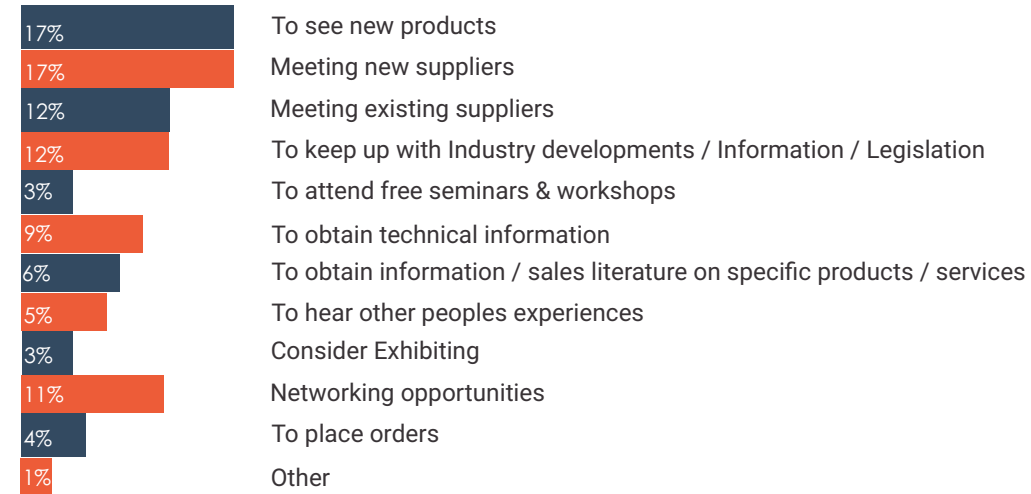 17% To see new products
17% Meeting new suppliers
12% Meeting existing suppliers
12% To keep up with Industry developments / Information / Legislation
3% To attend free seminars & workshops
9% To obtain technical information
6% To obtain information / sales literature on specific products / services
5% To hear other peoples experiences
3% Consider Exhibiting
11% Networking opportunities
4% To place orders
1% Other